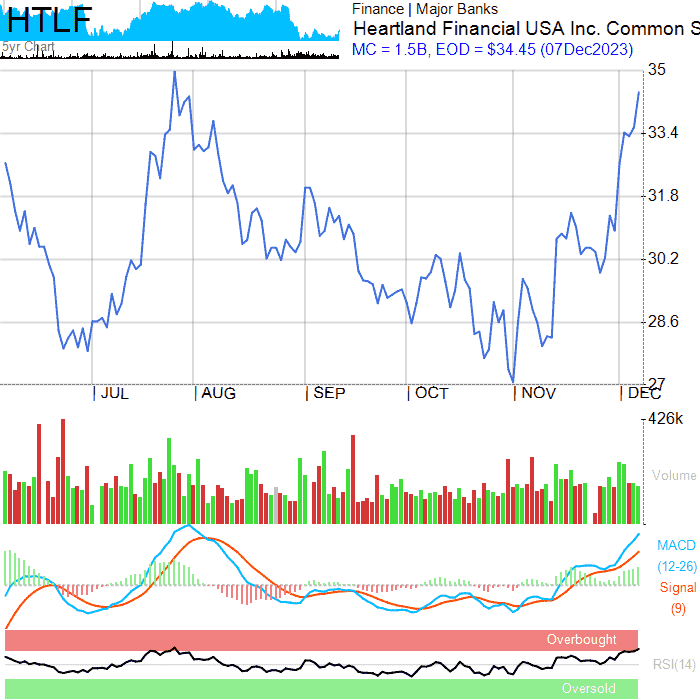 HTLF
5yr Chart
Finance | Major Banks
Heartland Financial USA Inc. Common S
MC = 1.5B, EOD = $34.45 (07Dec2023)
35
33.4
31.8
30.2
28.6
27
| JUL
| AUG
| SEP
| OCT
| NOV
| DEC
426k
Volume
MACD
(12-26)
Signal
(9)
Overbought
RSI(14)
Oversold